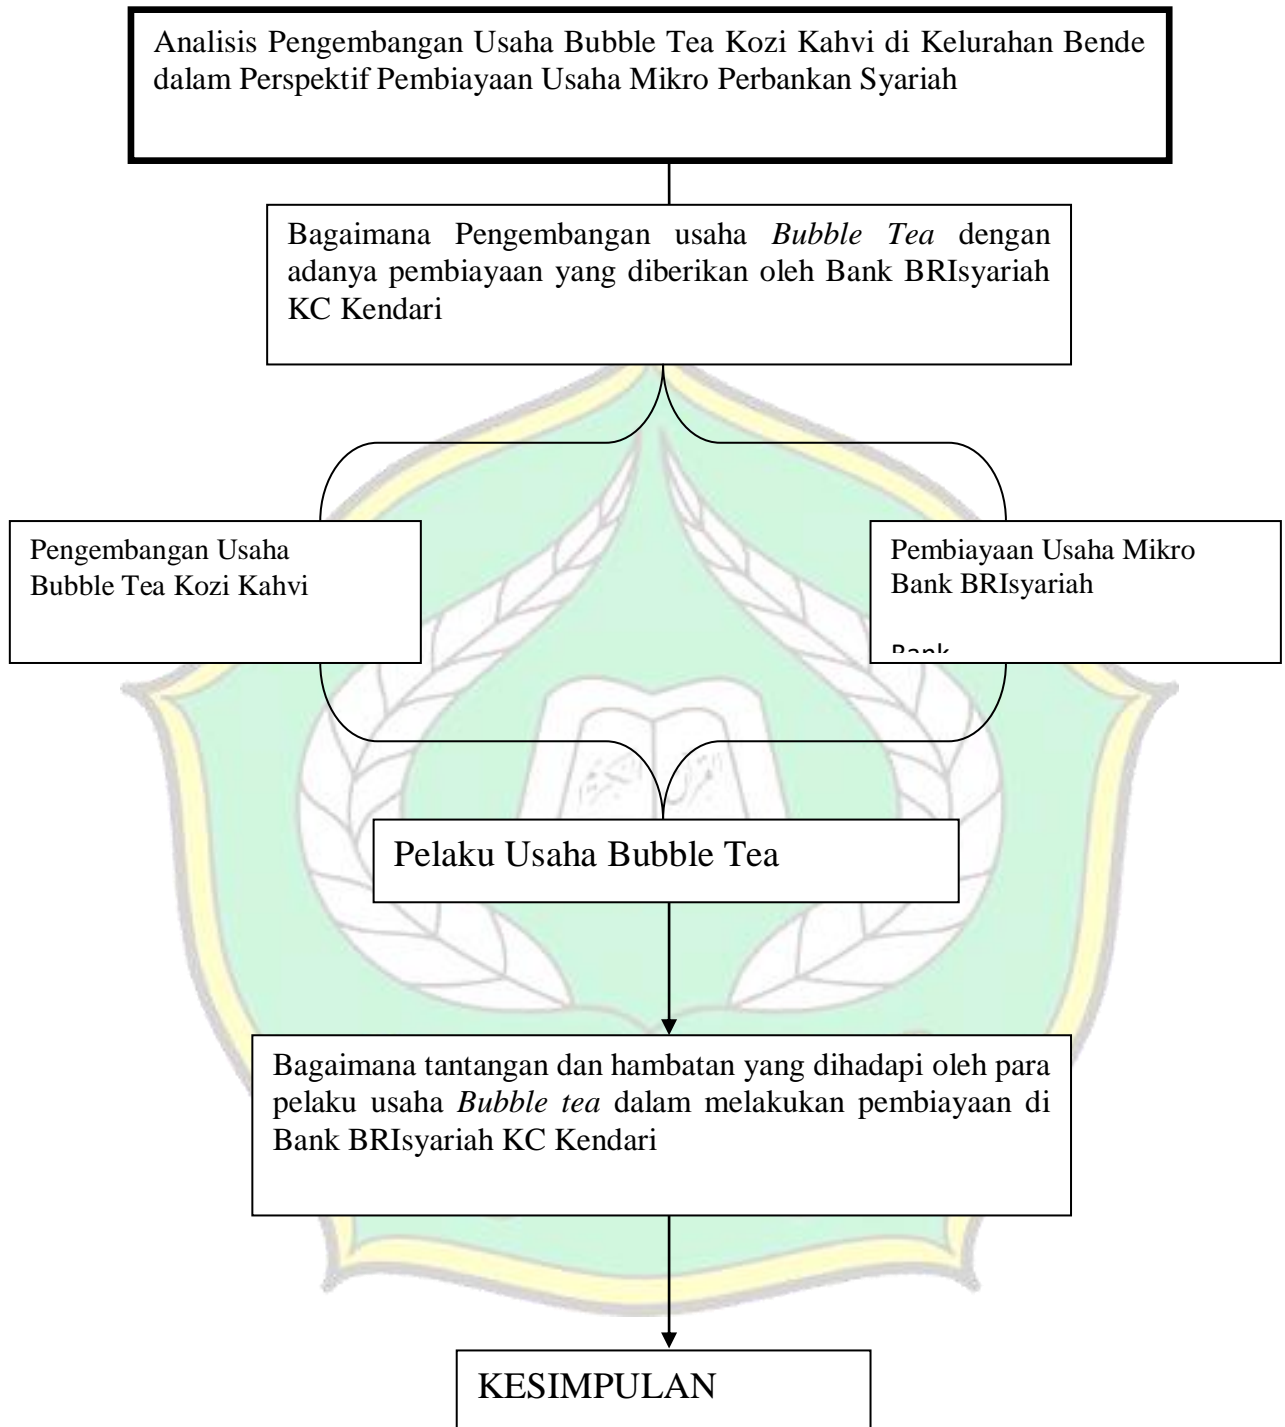 Analisis Pengembangan Usaha Bubble Tea Kozi Kahvi di Kelurahan Bende
dalam Perspektif Pembiayaan Usaha Mikro Perbankan Syariah
Bagaimana Pengembangan usaha Bubble Tea dengan
adanya pembiayaan yang diberikan oleh Bank BRIsyariah
KC Kendari
Pengembangan Usaha
Bubble Tea Kozi Kahvi
Pembiayaan Usaha Mikro
Bank BRIsyariah
Bank
Pelaku Usaha Bubble Tea
Bagaimana tantangan dan hambatan yang dihadapi oleh para
pelaku usaha Bubble tea dalam melakukan pembiayaan di
Bank BRIsyariah KC Kendari
KESIMPULAN